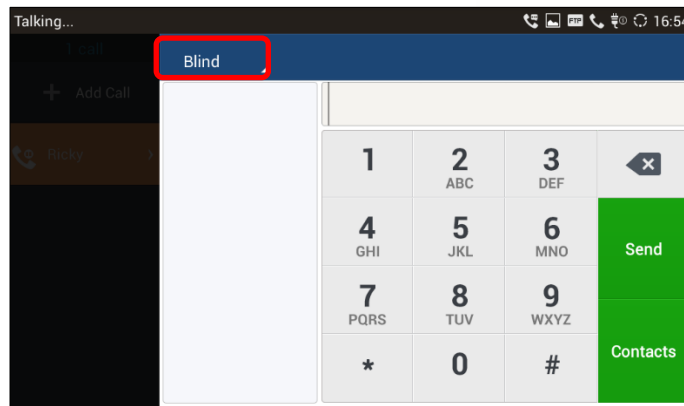 Talking...
FTP
16:54
1 call
Blind
Add Call
Ricky
1
2
ABC
3
DEF
4
GHI
5
JKL
6
MNO
Send
7
PQRS
8
TUV
9
WXYZ
*
0
#
Contacts